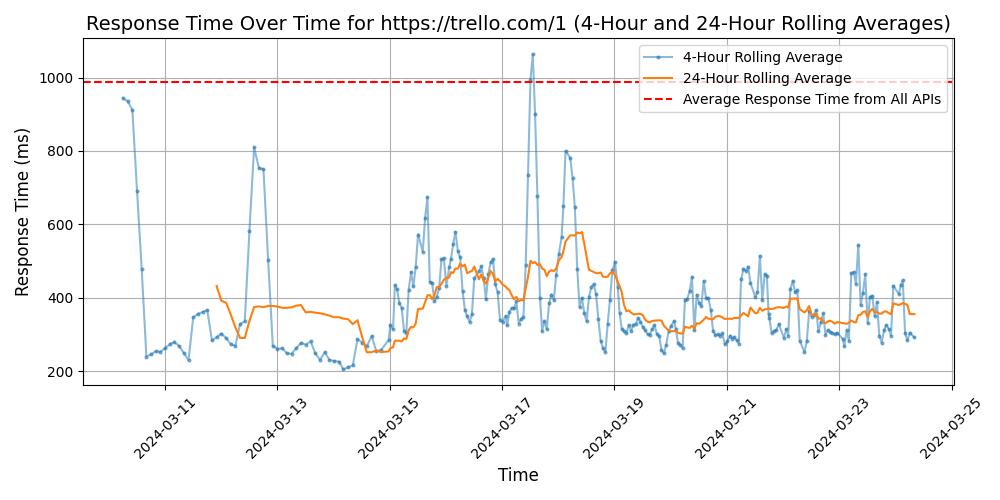 Response Time Over Time for https://trello.com/1 (4-Hour and 24-Hour Rolling Averages)
4-Hour Rolling Average
24-Hour Rolling Average
Average Response Time from All APIs
Response Time (ms)
1000
800
600
400
200
2024-03-11
2024-03-13
2024-03-15
2024-03-17
2024-03-19
2024-03-21
2024-03-23
2024-03-25
Time